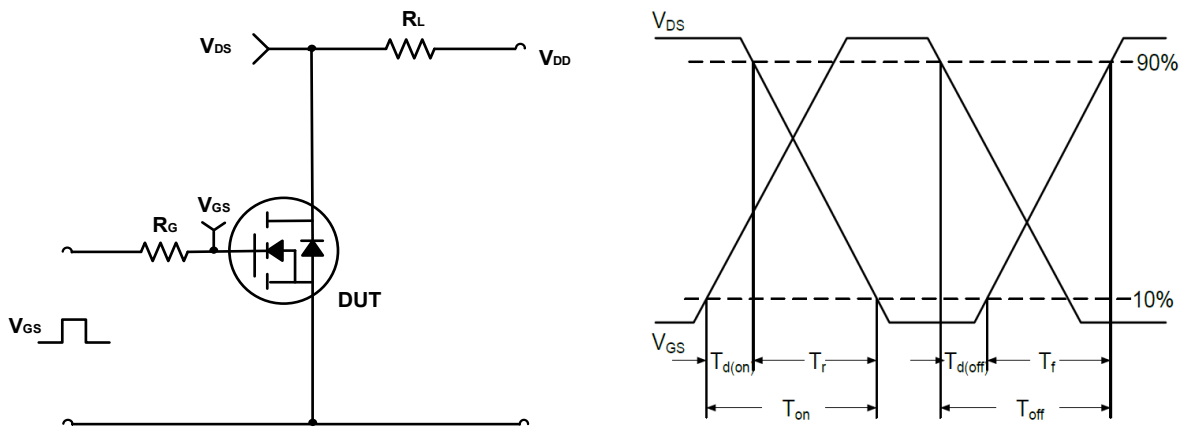 RL
VDS
VDD
RG
VGS
DUT
VGS
VDS
90%
10%
VGS
Td(on)
Tr
Td(off)
Tf
Ton
Toff